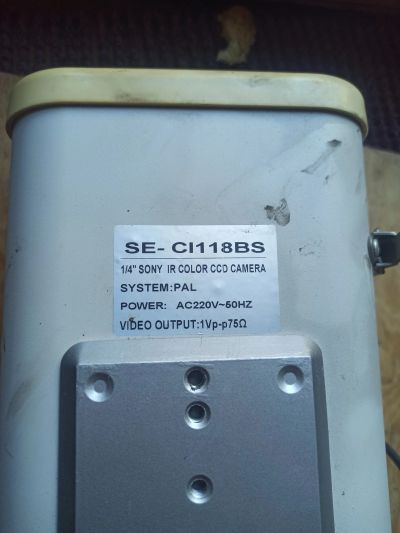 SE- CI118BS
1/4" SONY IR COLOR CCD CAMERA
SYSTEM:PAL
POWER: AC220V~50HZ
VIDEO OUTPUT:1Vp-p75Ω